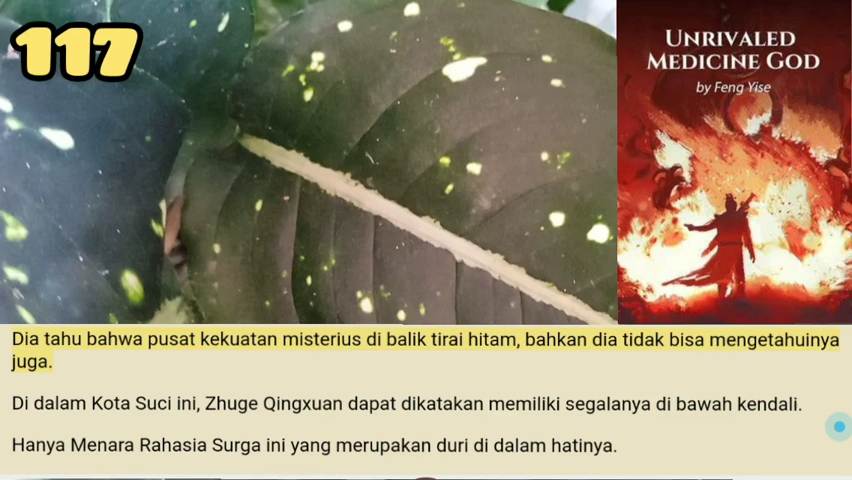 117
UNRIVALED
MEDICINE GOD
by Feng Yise
Dia tahu bahwa pusat kekuatan misterius di balik tirai hitam, bahkan dia tidak bisa mengetahuinya
juga.
Di dalam Kota Suci ini, Zhuge Qingxuan dapat dikatakan memiliki segalanya di bawah kendali.
Hanya Menara Rahasia Surga ini yang merupakan duri di dalam hatinya.